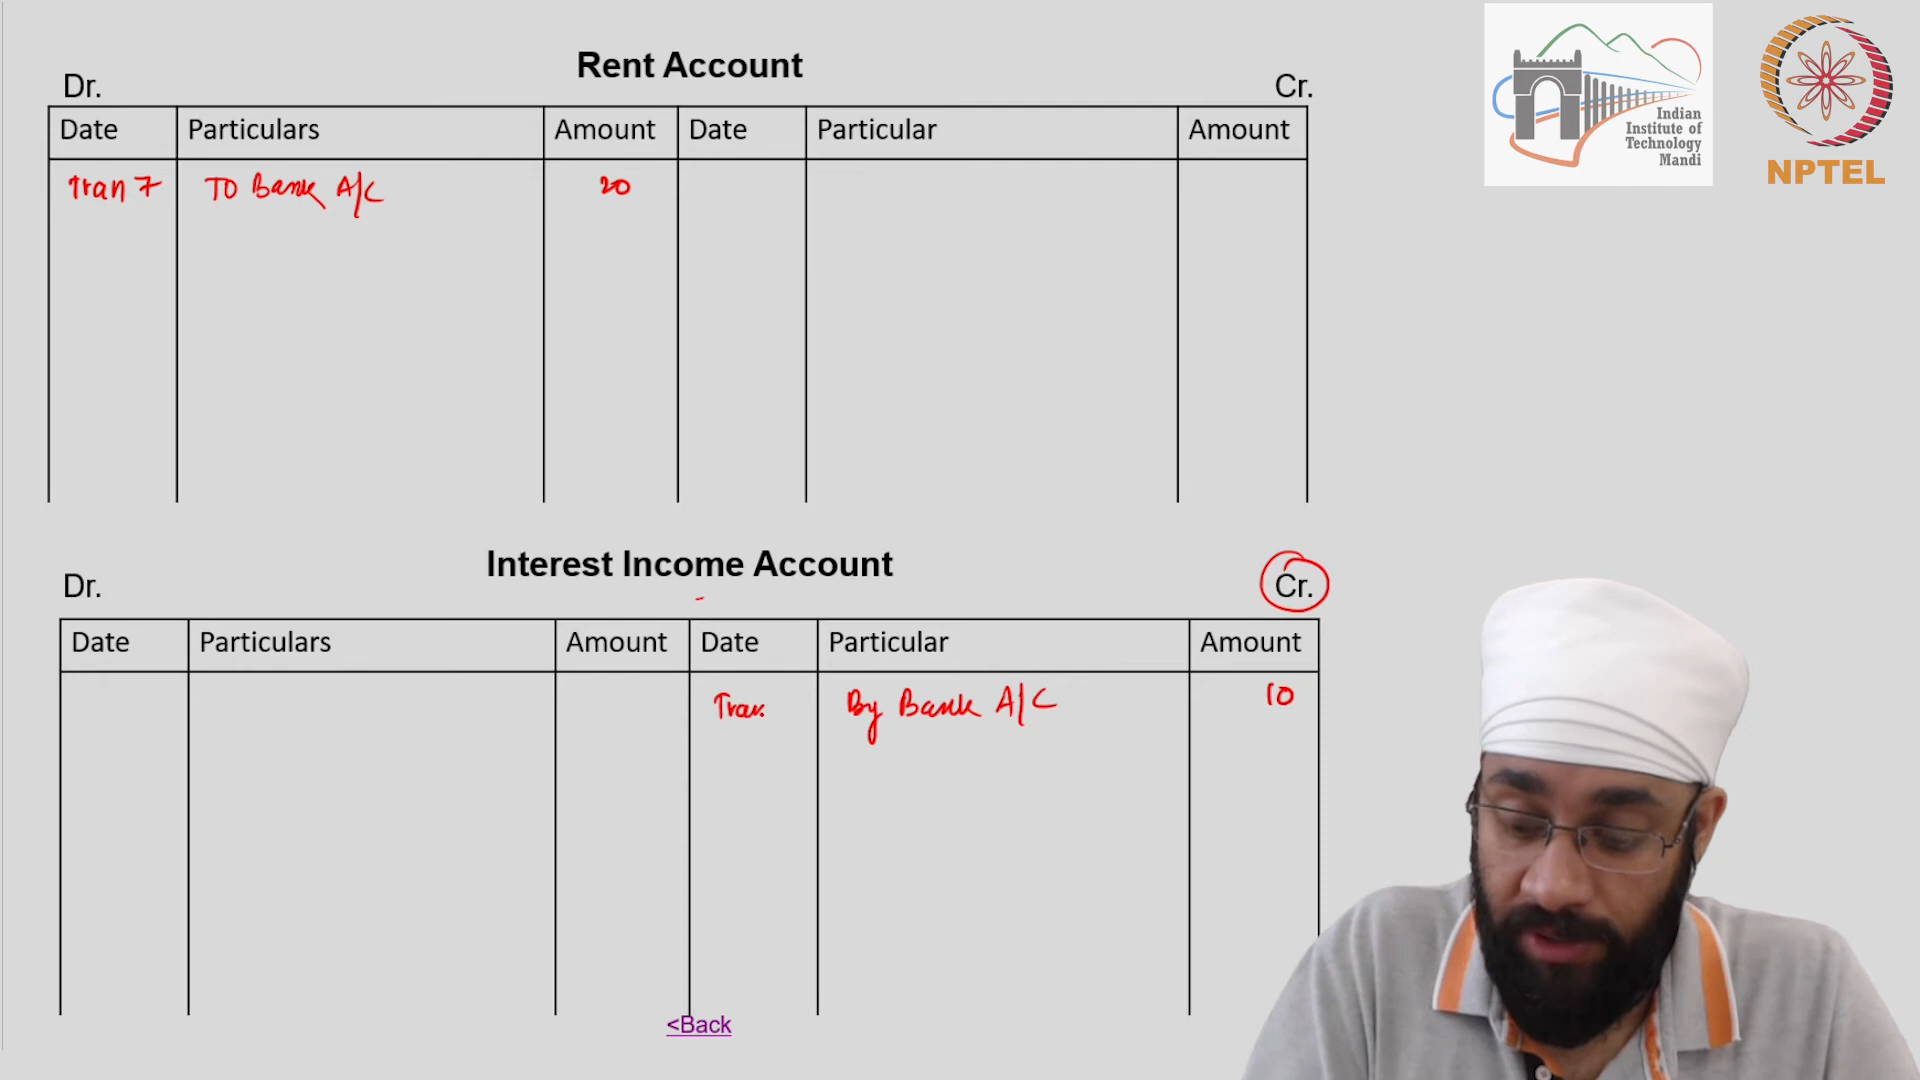 Rent Account
Dr.
Cr.
Date Particulars Amount Date Particular Amount
Tran 7 To Bank A/C 20
Indian
Institute of
Technology
Mandi
NPTEL
Interest Income Account
Dr.
Cr.
Date Particulars Amount Date Particular Amount
Tran By Bank A/C 10
<Back